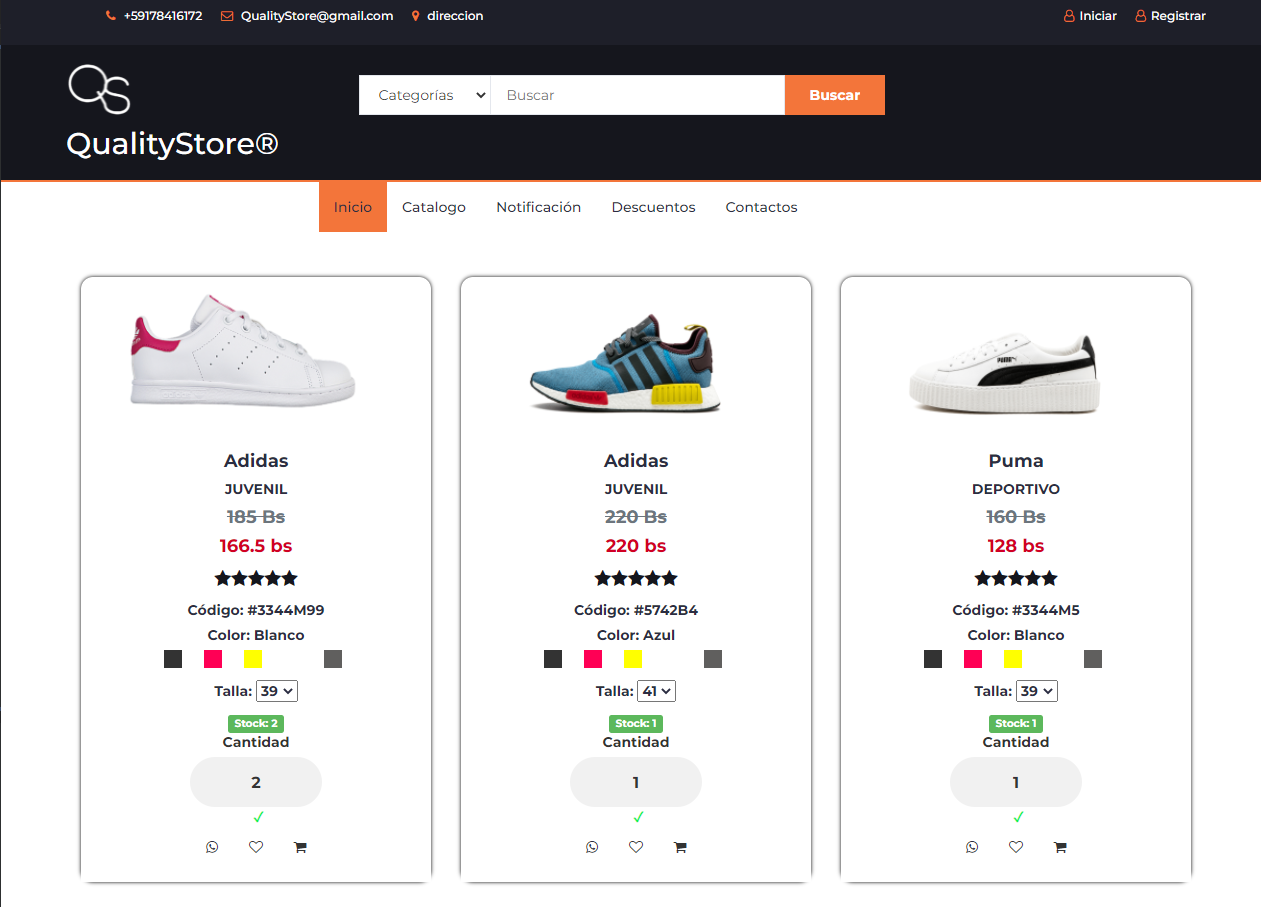 +59178416172 QualityStore@gmail.com direccion Iniciar Registrar
QS
Categorías Buscar Buscar
QualityStore®
Inicio Catalogo Notificación Descuentos Contactos
PUMA
Adidas
JUVENIL
185 Bs
166.5 bs
Código: #3344M99
Color: Blanco
Talla: 39
Stock: 2
Cantidad
2
Adidas
JUVENIL
220 Bs
220 bs
Código: #5742B4
Color: Azul
Talla: 41
Stock: 1
Cantidad
1
Puma
DEPORTIVO
160 Bs
128 bs
Código: #3344M5
Color: Blanco
Talla: 39
Stock: 1
Cantidad
1